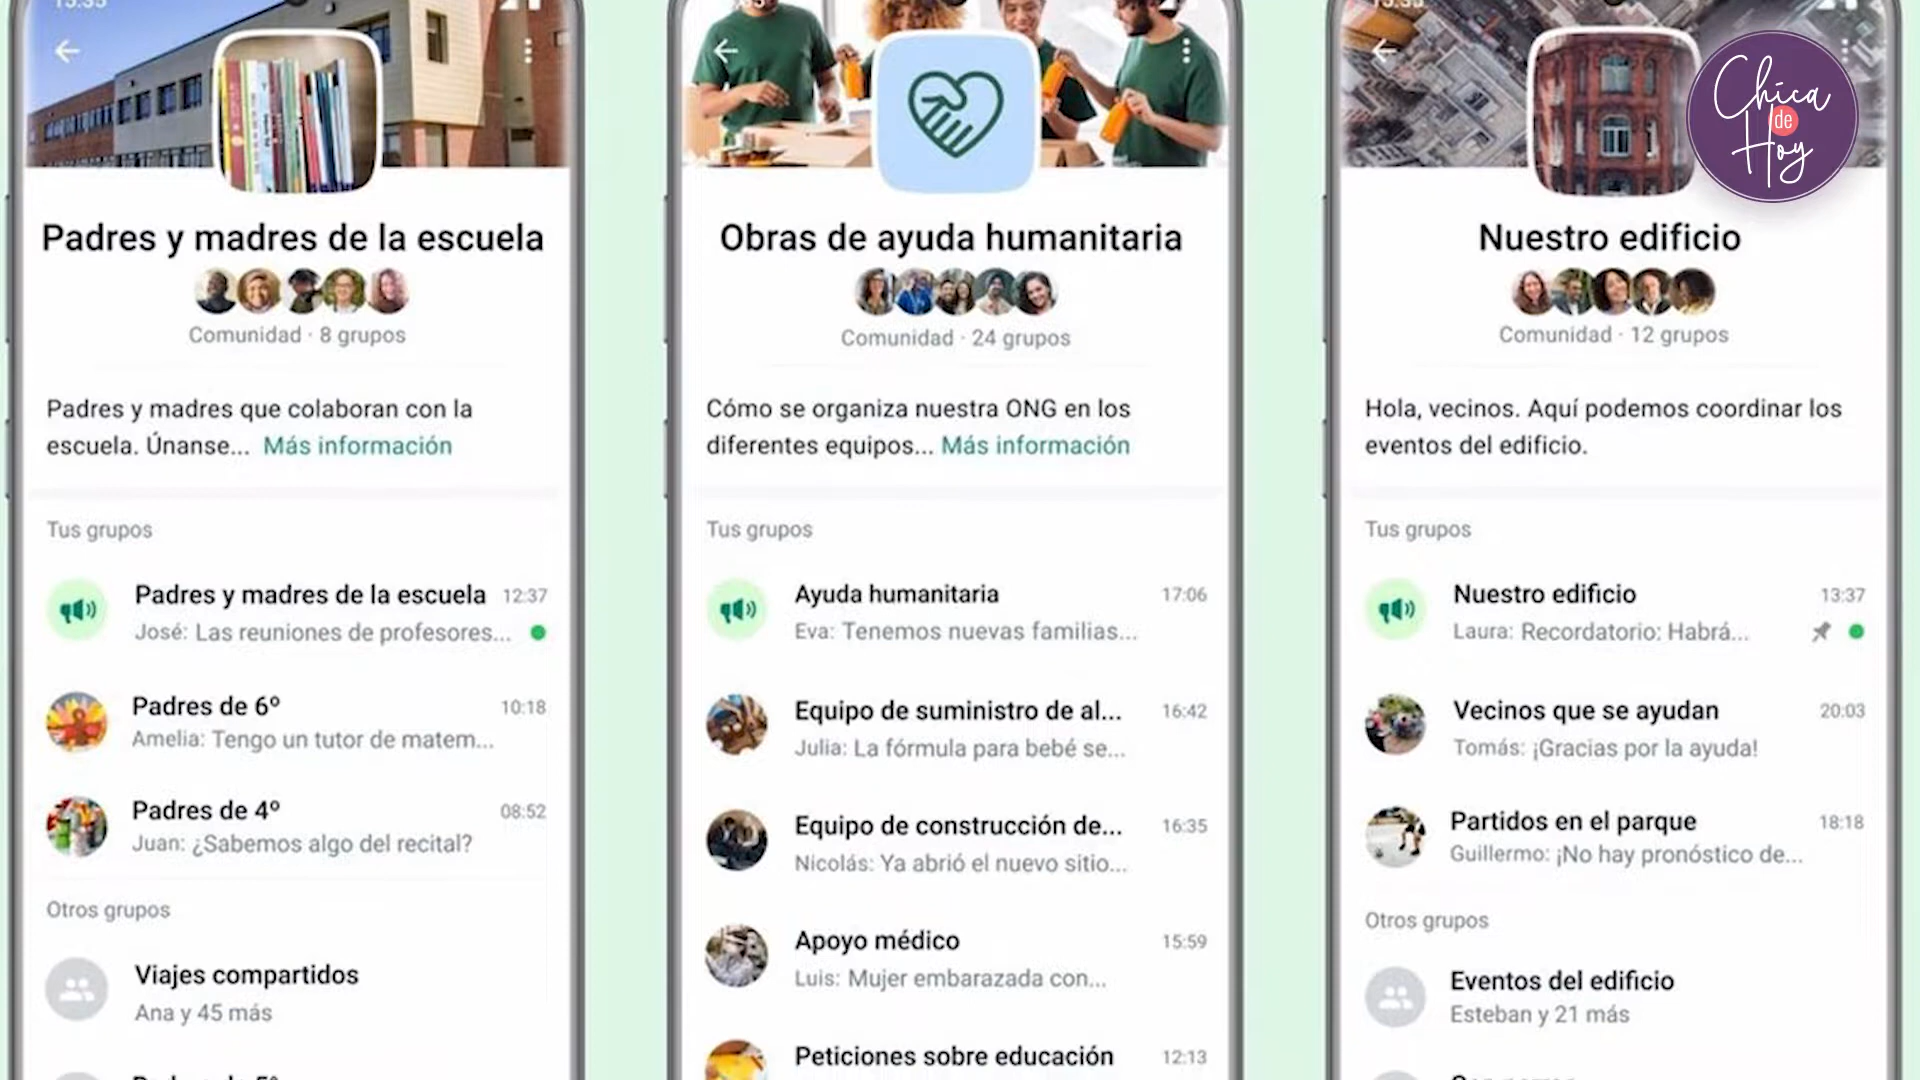 15:35
Padres y madres de la escuela
Comunidad · 8 grupos
Padres y madres que colaboran con la
escuela. Únanse... Más información
Tus grupos
Padres y madres de la escuela 12:37
José: Las reuniones de profesores...
Padres de 6º 10:18
Amelia: Tengo un tutor de matem...
Padres de 4º 08:52
Juan: ¿Sabemos algo del recital?
Otros grupos
Viajes compartidos
Ana y 45 más
Obras de ayuda humanitaria
Comunidad · 24 grupos
Cómo se organiza nuestra ONG en los
diferentes equipos... Más información
Tus grupos
Ayuda humanitaria 17:06
Eva: Tenemos nuevas familias...
Equipo de suministro de al... 16:42
Julia: La fórmula para bebé se...
Equipo de construcción de... 16:35
Nicolás: Ya abrió el nuevo sitio...
Apoyo médico 15:59
Luis: Mujer embarazada con...
Peticiones sobre educación 12:13
Chica
de
Hoy
Nuestro edificio
Comunidad · 12 grupos
Hola, vecinos. Aquí podemos coordinar los
eventos del edificio.
Tus grupos
Nuestro edificio 13:37
Laura: Recordatorio: Habrá...
Vecinos que se ayudan 20:03
Tomás: ¡Gracias por la ayuda!
Partidos en el parque 18:18
Guillermo: ¡No hay pronóstico de...
Otros grupos
Eventos del edificio
Esteban y 21 más